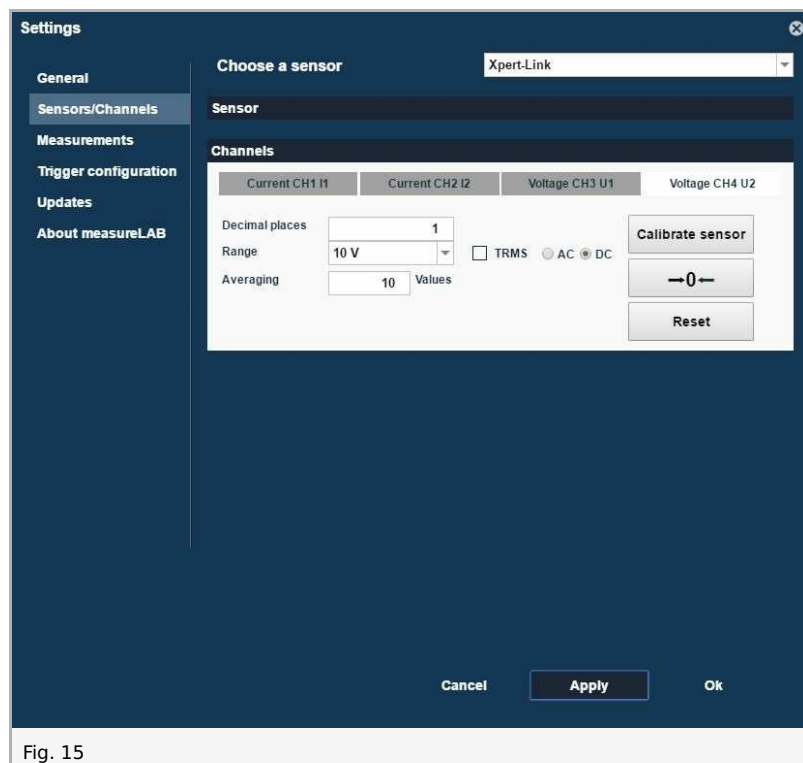 Settings
General
Sensors/Channels
Measurements
Trigger configuration
Updates
About measureLAB
Choose a sensor
Xpert-Link
Sensor
Channels
Current CH1 I1
Current CH2 I2
Voltage CH3 U1
Voltage CH4 U2
Decimal places
1
Range
10 V
TRMS
AC
DC
Averaging
10
Values
Calibrate sensor
→0←
Reset
Cancel
Apply
Ok
Fig. 15